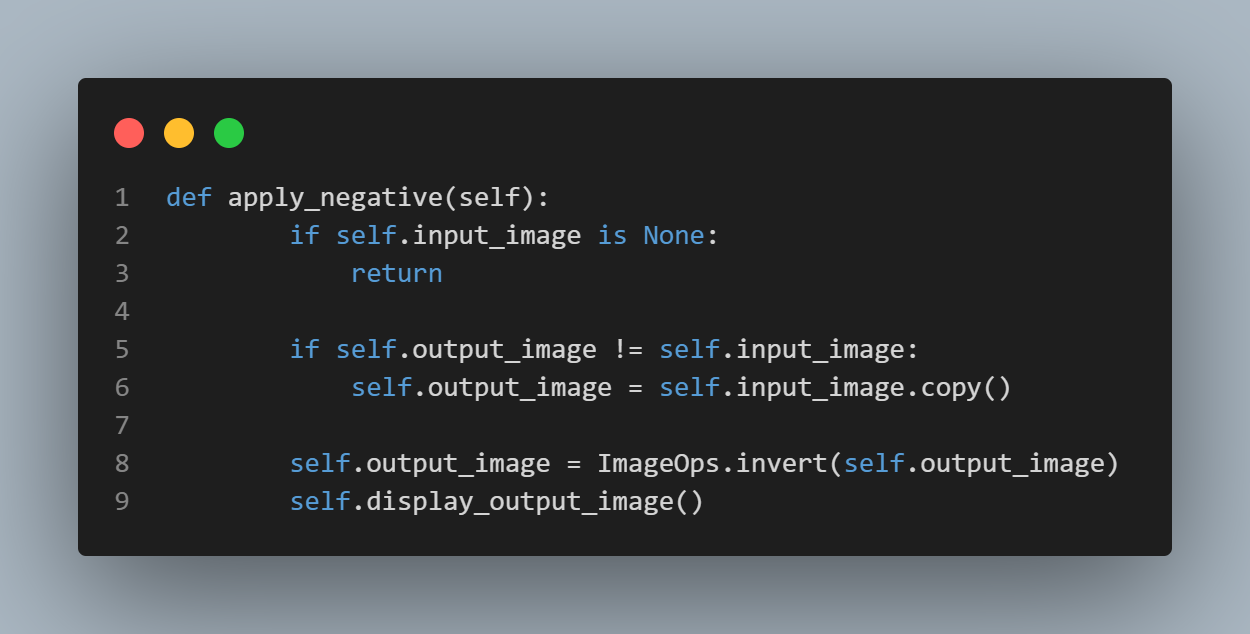 1 def apply_negative(self):
2         if self.input_image is None:
3             return
4
5         if self.output_image != self.input_image:
6             self.output_image = self.input_image.copy()
7
8         self.output_image = ImageOps.invert(self.output_image)
9         self.display_output_image()